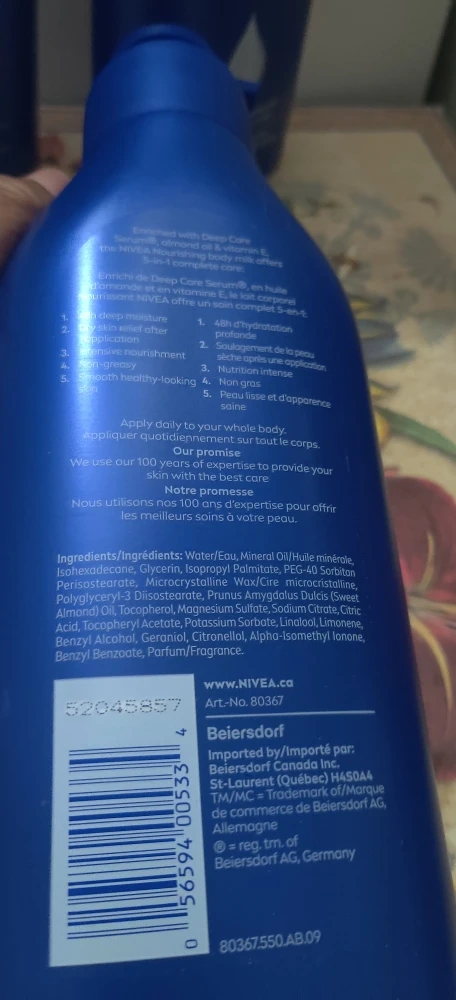 Enriched with Deep Care
Serum®, almond oil & vitamin E,
the NIVEA Nourishing body milk offers
5-in-1 complete care:
Enrichi de Deep Care Serum®, en huile
d'amande et en vitamine E, le lait corporel
Nourissant NIVEA offre un soin complet 5-en-1:
1. deep moisture
2. Dry skin relief after
application
3. Intensive nourishment
4. Non-greasy
5. Smooth healthy-looking
skin
1. 48h d'hydratation
profonde
2. Soulagement de la peau
sèche après une application
3. Nutrition intense
4. Non gras
5. Peau lisse et d'apparence
saine
Apply daily to your whole body.
Appliquer quotidiennement sur tout le corps.
Our promise
We use our 100 years of expertise to provide your
skin with the best care
Notre promesse
Nous utilisons nos 100 ans d'expertise pour offrir
les meilleurs soins à votre peau.
Ingredients/Ingrédients: Water/Eau, Mineral Oil/Huile minérale,
Isohexadecane, Glycerin, Isopropyl Palmitate, PEG-40 Sorbitan
Perisostearate, Microcrystalline Wax/Cire microcristalline,
Polyglyceryl-3 Diisostearate, Prunus Amygdalus Dulcis (Sweet
Almond) Oil, Tocopherol, Magnesium Sulfate, Sodium Citrate, Citric
Acid, Tocopheryl Acetate, Potassium Sorbate, Linalool, Limonene,
Benzyl Alcohol, Geraniol, Citronellol, Alpha-Isomethyl Ionone,
Benzyl Benzoate, Parfum/Fragrance.
52045857
0 56594 00533 4
www.NIVEA.ca
Art.-No. 80367
Beiersdorf
Imported by/Importé par:
Beiersdorf Canada Inc.
St-Laurent (Québec) H4S0A4
TM/MC = Trademark of/Marque
de commerce de Beiersdorf AG,
Allemagne
® = reg. tm. of
Beiersdorf AG, Germany
80367.550.AB.09